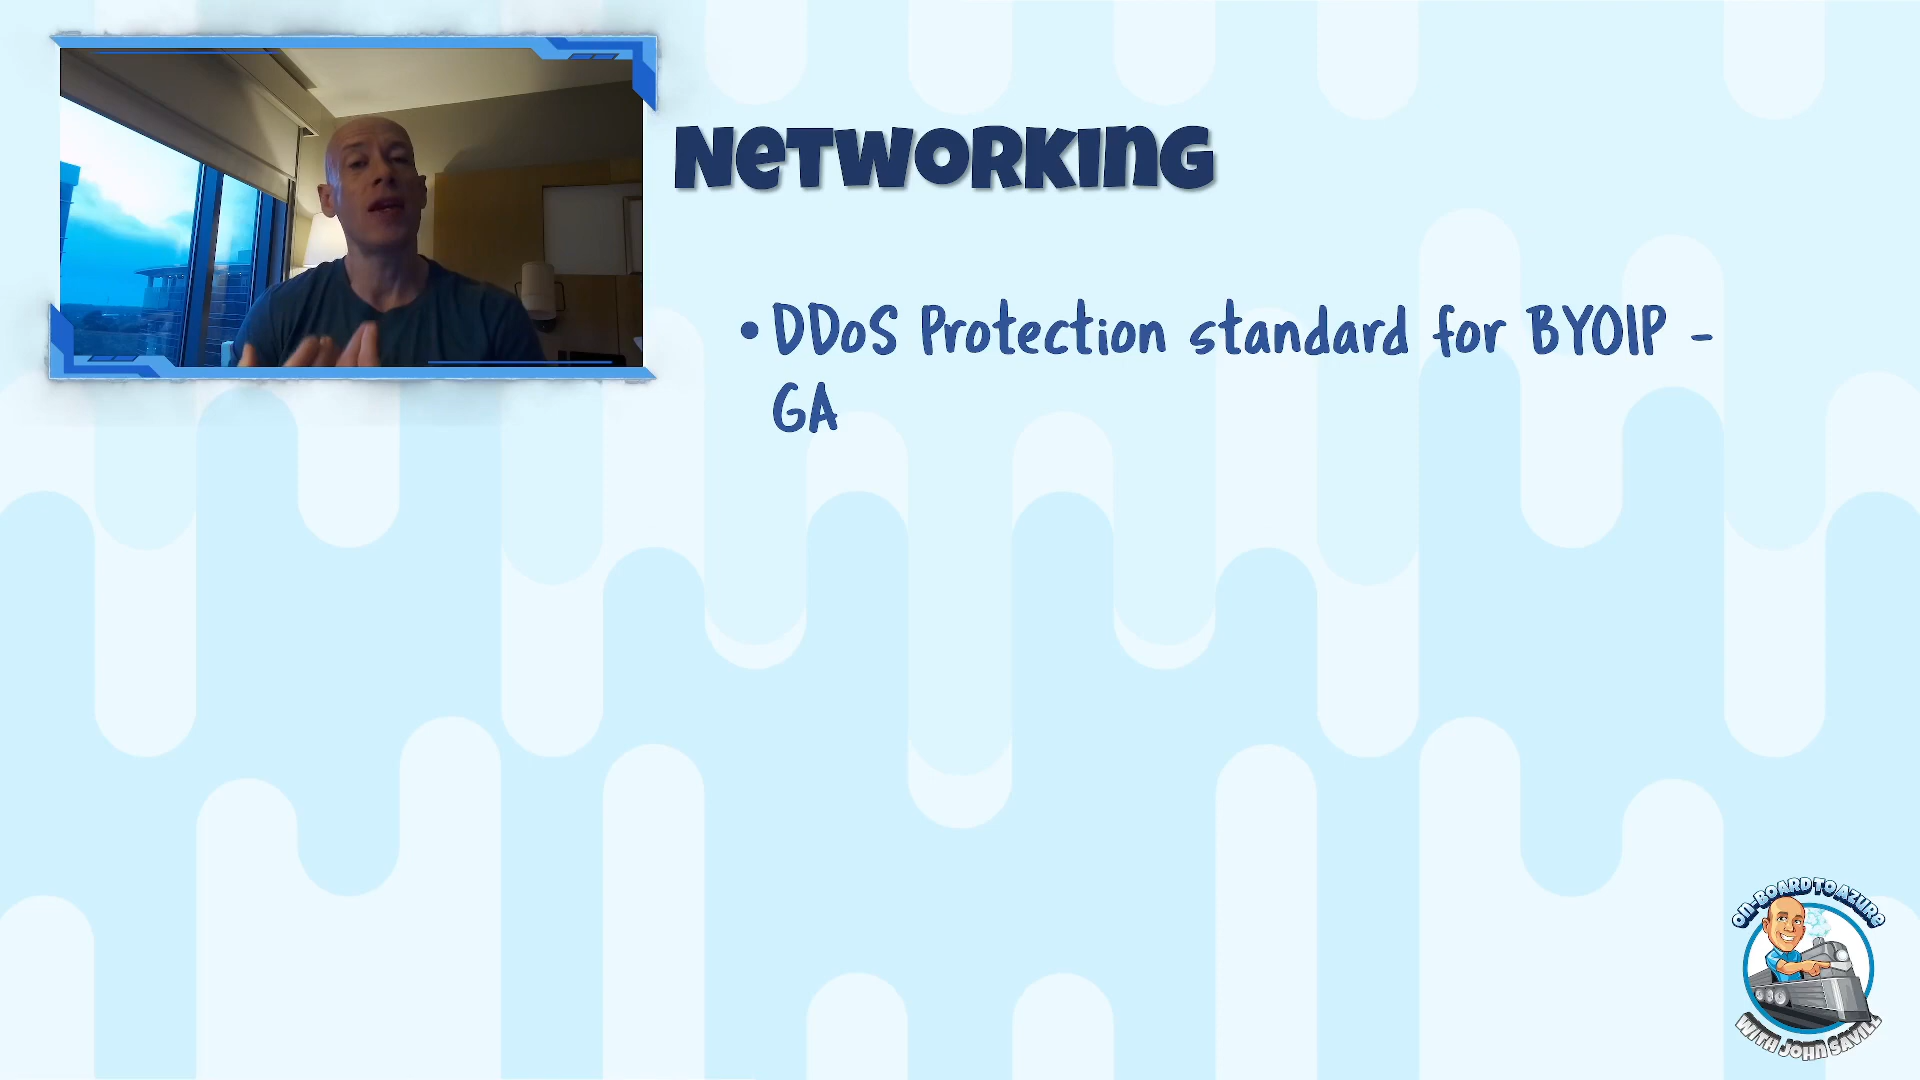 NeTWORKING
• DDoS Protection standard for BYOIP -
GA
ON-BOARD TO AZURE
WITH JOHN SAVILL